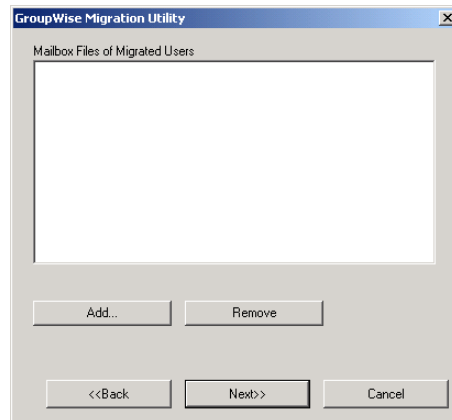 GroupWise Migration Utility
Mailbox Files of Migrated Users
Add... Remove
<<Back Next>> Cancel